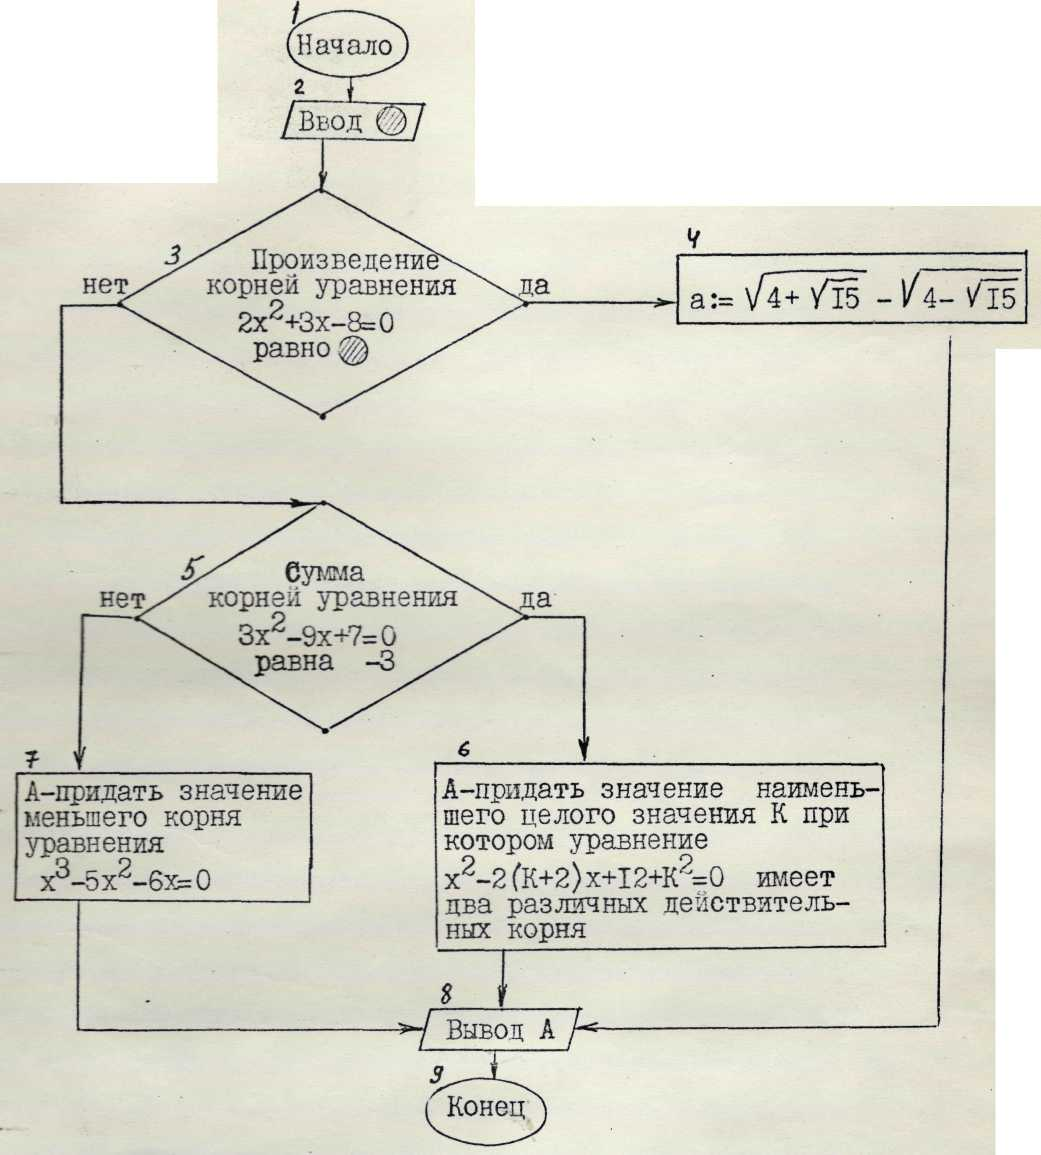 1
Начало
2
Ввод
3
Произведение
корней уравнения
2x²+3x-8=0
равно
нет
да
4
a:= √4+ √I5 - √4- √I5
5
Сумма
корней уравнения
3x²-9x+7=0
равна -3
нет
да
7
А-придать значение
меньшего корня
уравнения
x³-5x²-6x=0
6
А-придать значение наимень-
шего целого значения К при
котором уравнение
x²-2(К+2)x+I2+К²=0 имеет
два различных действитель-
ных корня
8
Вывод А
9
Конец